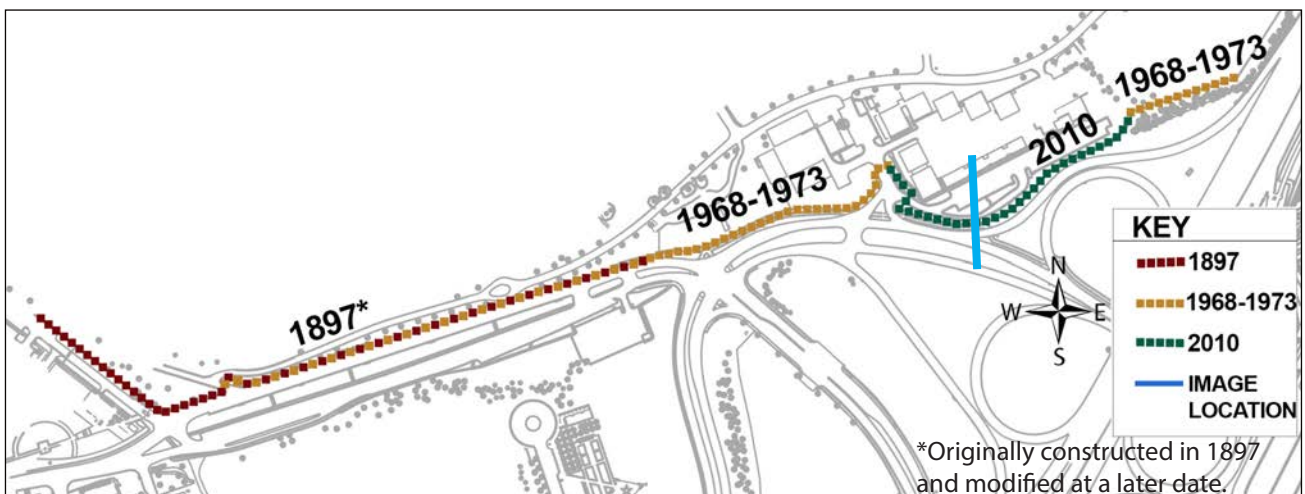 1968-1973
2010
1968-1973
1897*
KEY
1897
1968-1973
2010
IMAGE
LOCATION
N
W
E
S
*Originally constructed in 1897
and modified at a later date.